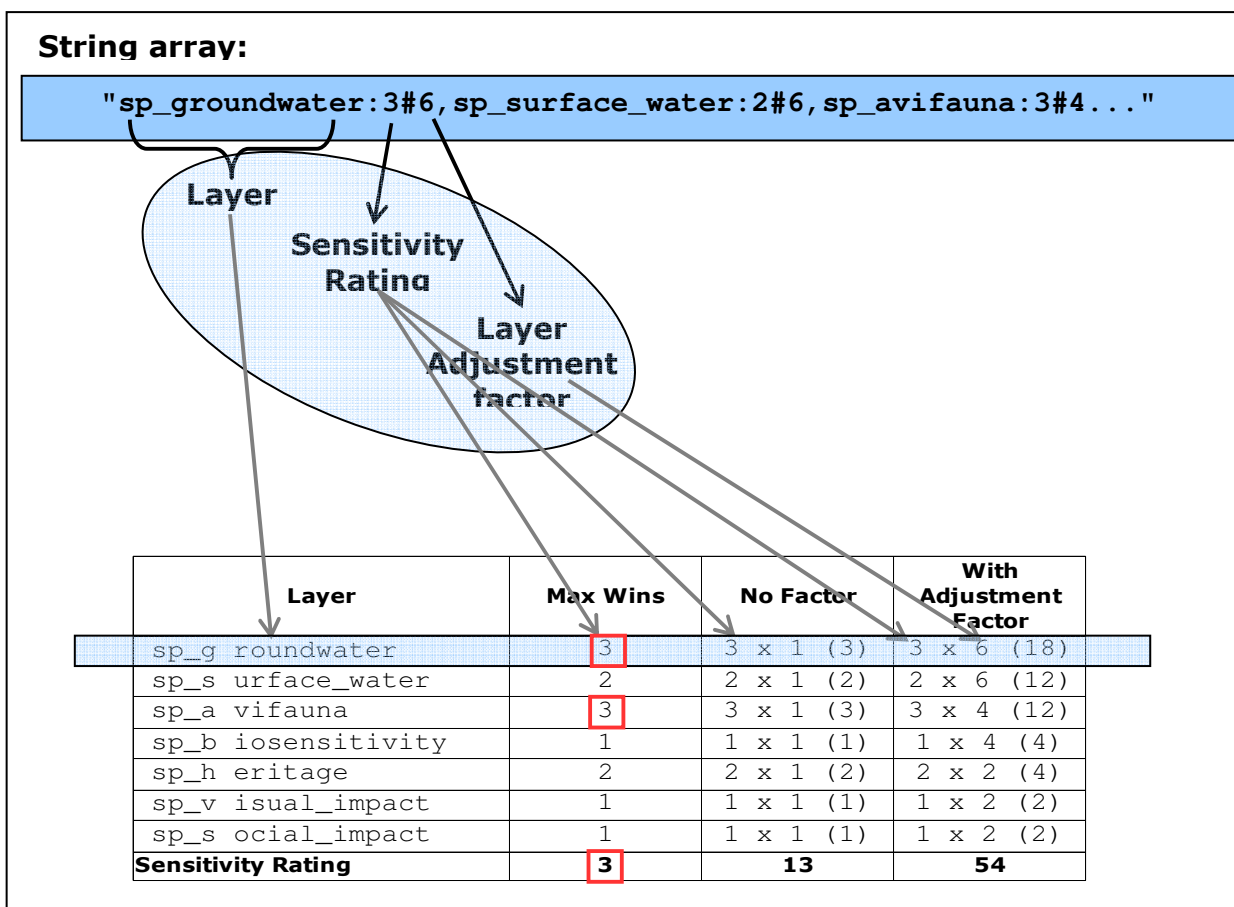 String array:
"sp_groundwater:3#6,sp_surface_water:2#6,sp_avifauna:3#4..."
Layer
Sensitivity
Rating
Layer
Adjustment
factor
Layer Max Wins No Factor With Adjustment Factor
sp_g roundwater 3 3 x 1 (3) 3 x 6 (18)
sp_s urface_water 2 2 x 1 (2) 2 x 6 (12)
sp_a vifauna 3 3 x 1 (3) 3 x 4 (12)
sp_b iosensitivity 1 1 x 1 (1) 1 x 4 (4)
sp_h eritage 2 2 x 1 (2) 2 x 2 (4)
sp_v isual_impact 1 1 x 1 (1) 1 x 2 (2)
sp_s ocial_impact 1 1 x 1 (1) 1 x 2 (2)
Sensitivity Rating 3 13 54